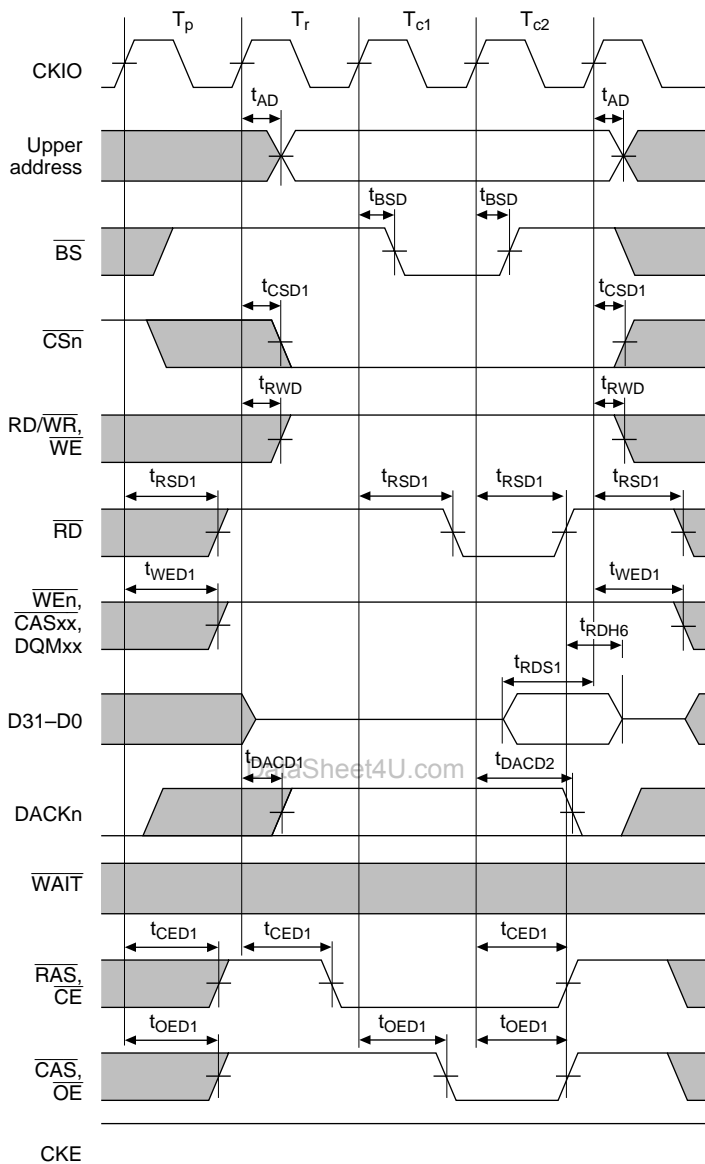 Tp Tr Tc1 Tc2
CKIO
tAD tAD
Upper
address
tBSD tBSD
BS
tCSD1 tCSD1
CSn
tRWD tRWD
RD/WR,
WE
tRSD1 tRSD1 tRSD1 tRSD1
RD
tWED1 tWED1
WEn,
CASxx,
DQMxx
tRDH6
tRDS1
D31–D0
DataSheet4U.com
tDACD1 tDACD2
DACKn
WAIT
tCED1 tCED1 tCED1
RAS,
CE
tOED1 tOED1 tOED1
CAS,
OE
CKE